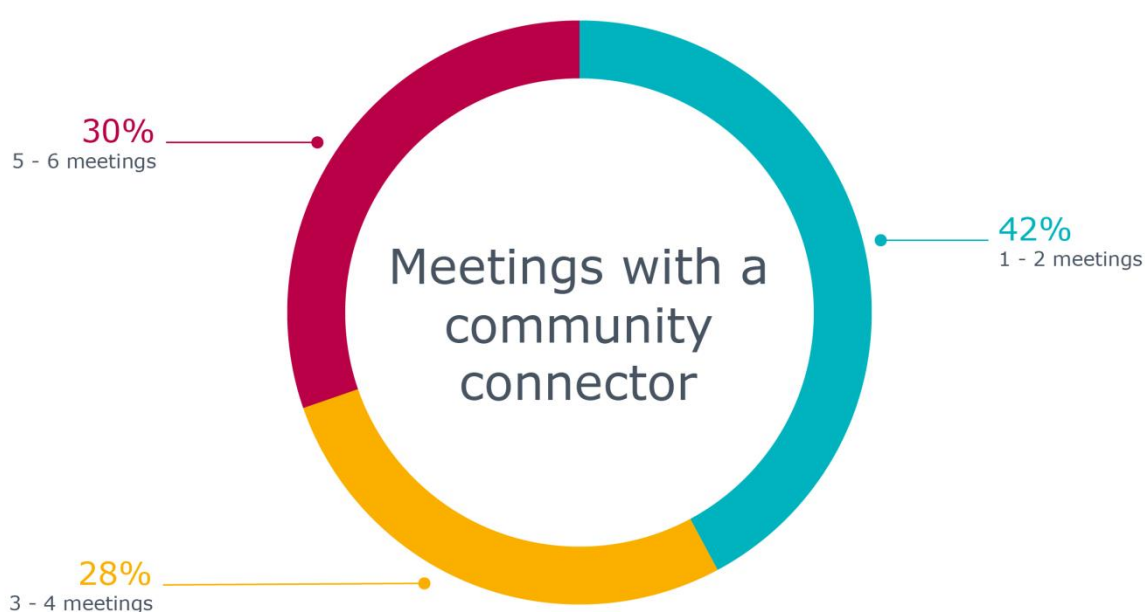 30%
5 - 6 meetings
42%
1 - 2 meetings
Meetings with a
community
connector
28%
3 - 4 meetings